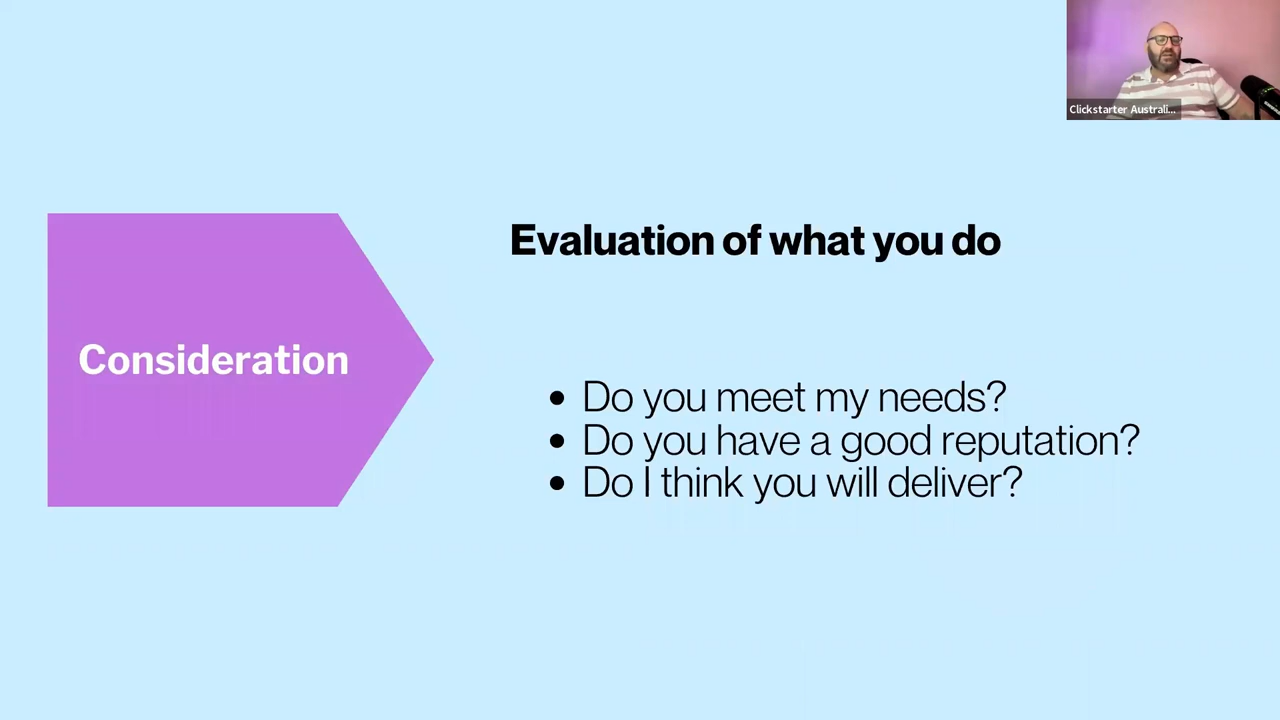 Clickstarter Australi...
Evaluation of what you do
Consideration
• Do you meet my needs?
• Do you have a good reputation?
• Do I think you will deliver?